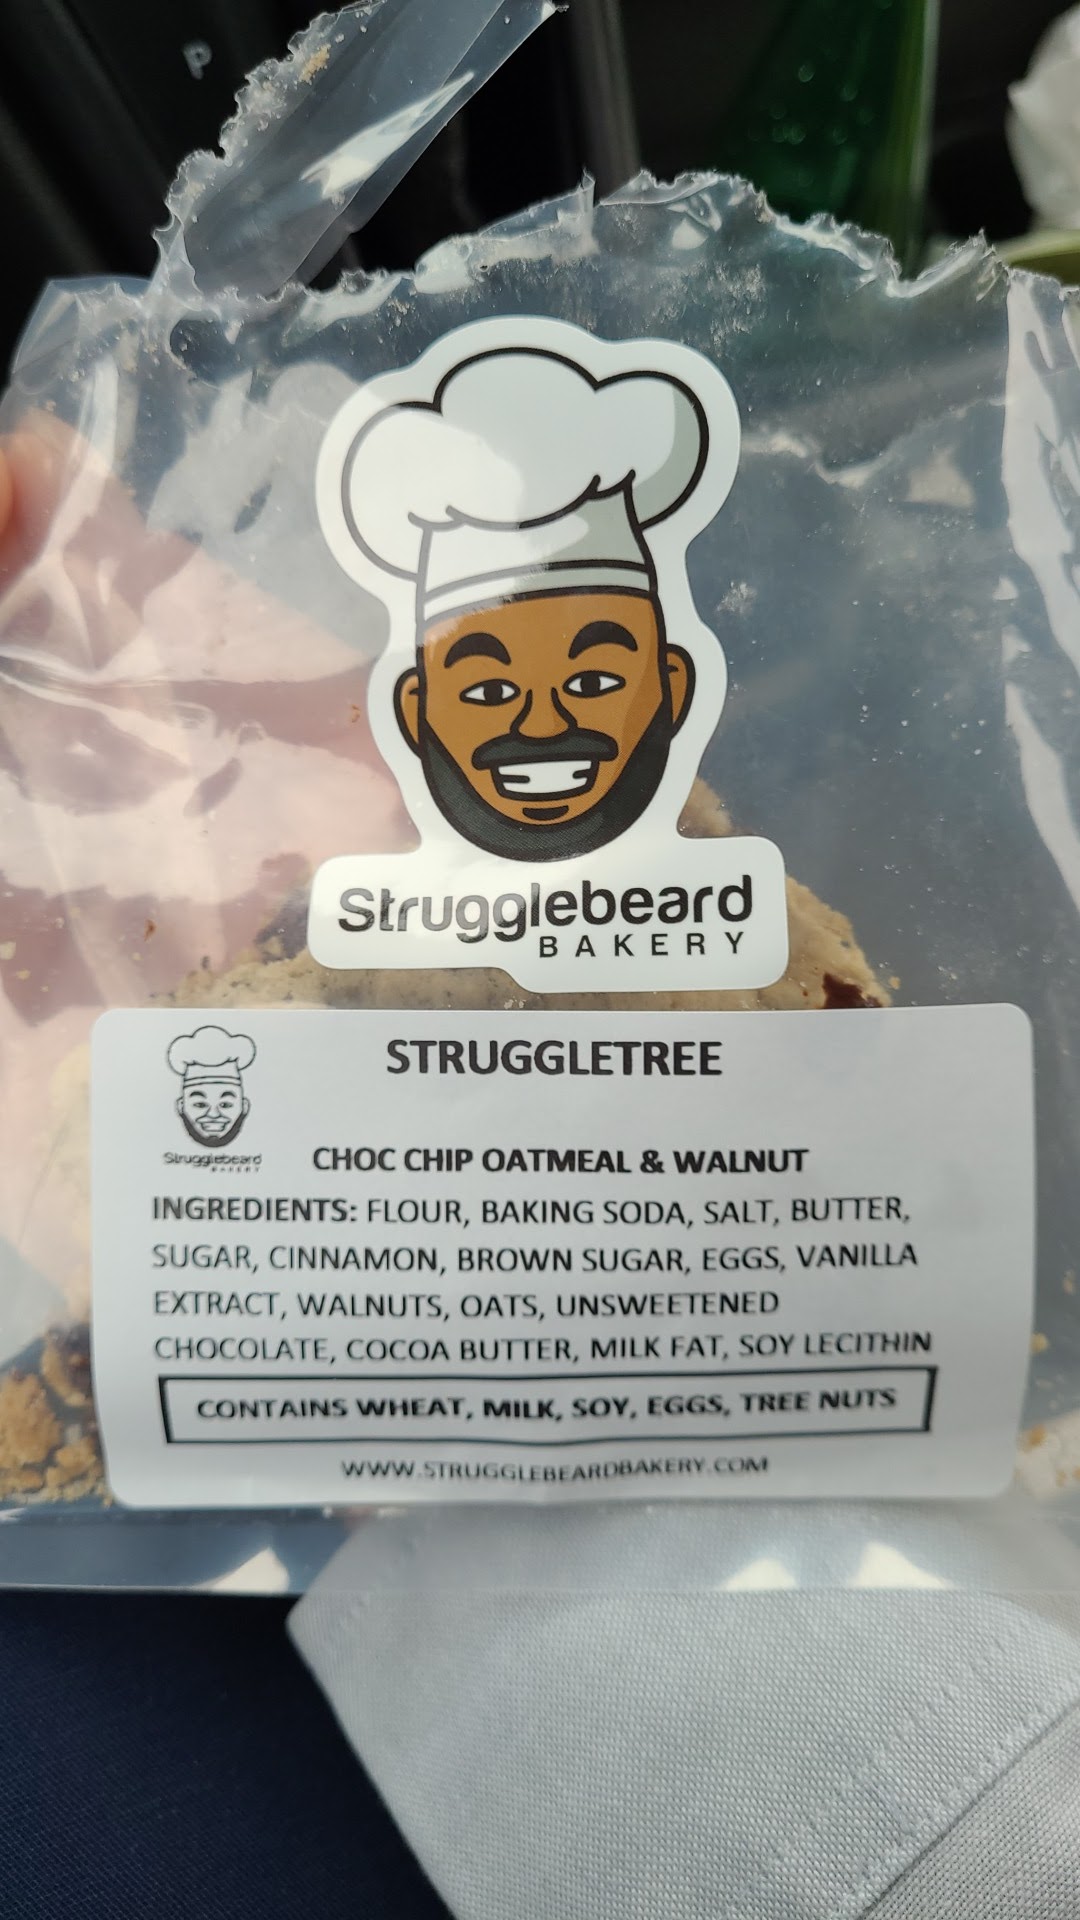 P
Strugglebeard
BAKERY
STRUGGLETREE
Strugglebeard
BAKERY
CHOC CHIP OATMEAL & WALNUT
INGREDIENTS: FLOUR, BAKING SODA, SALT, BUTTER,
SUGAR, CINNAMON, BROWN SUGAR, EGGS, VANILLA
EXTRACT, WALNUTS, OATS, UNSWEETENED
CHOCOLATE, COCOA BUTTER, MILK FAT, SOY LECITHIN
CONTAINS WHEAT, MILK, SOY, EGGS, TREE NUTS
WWW.STRUGGLEBEARDBAKERY.COM